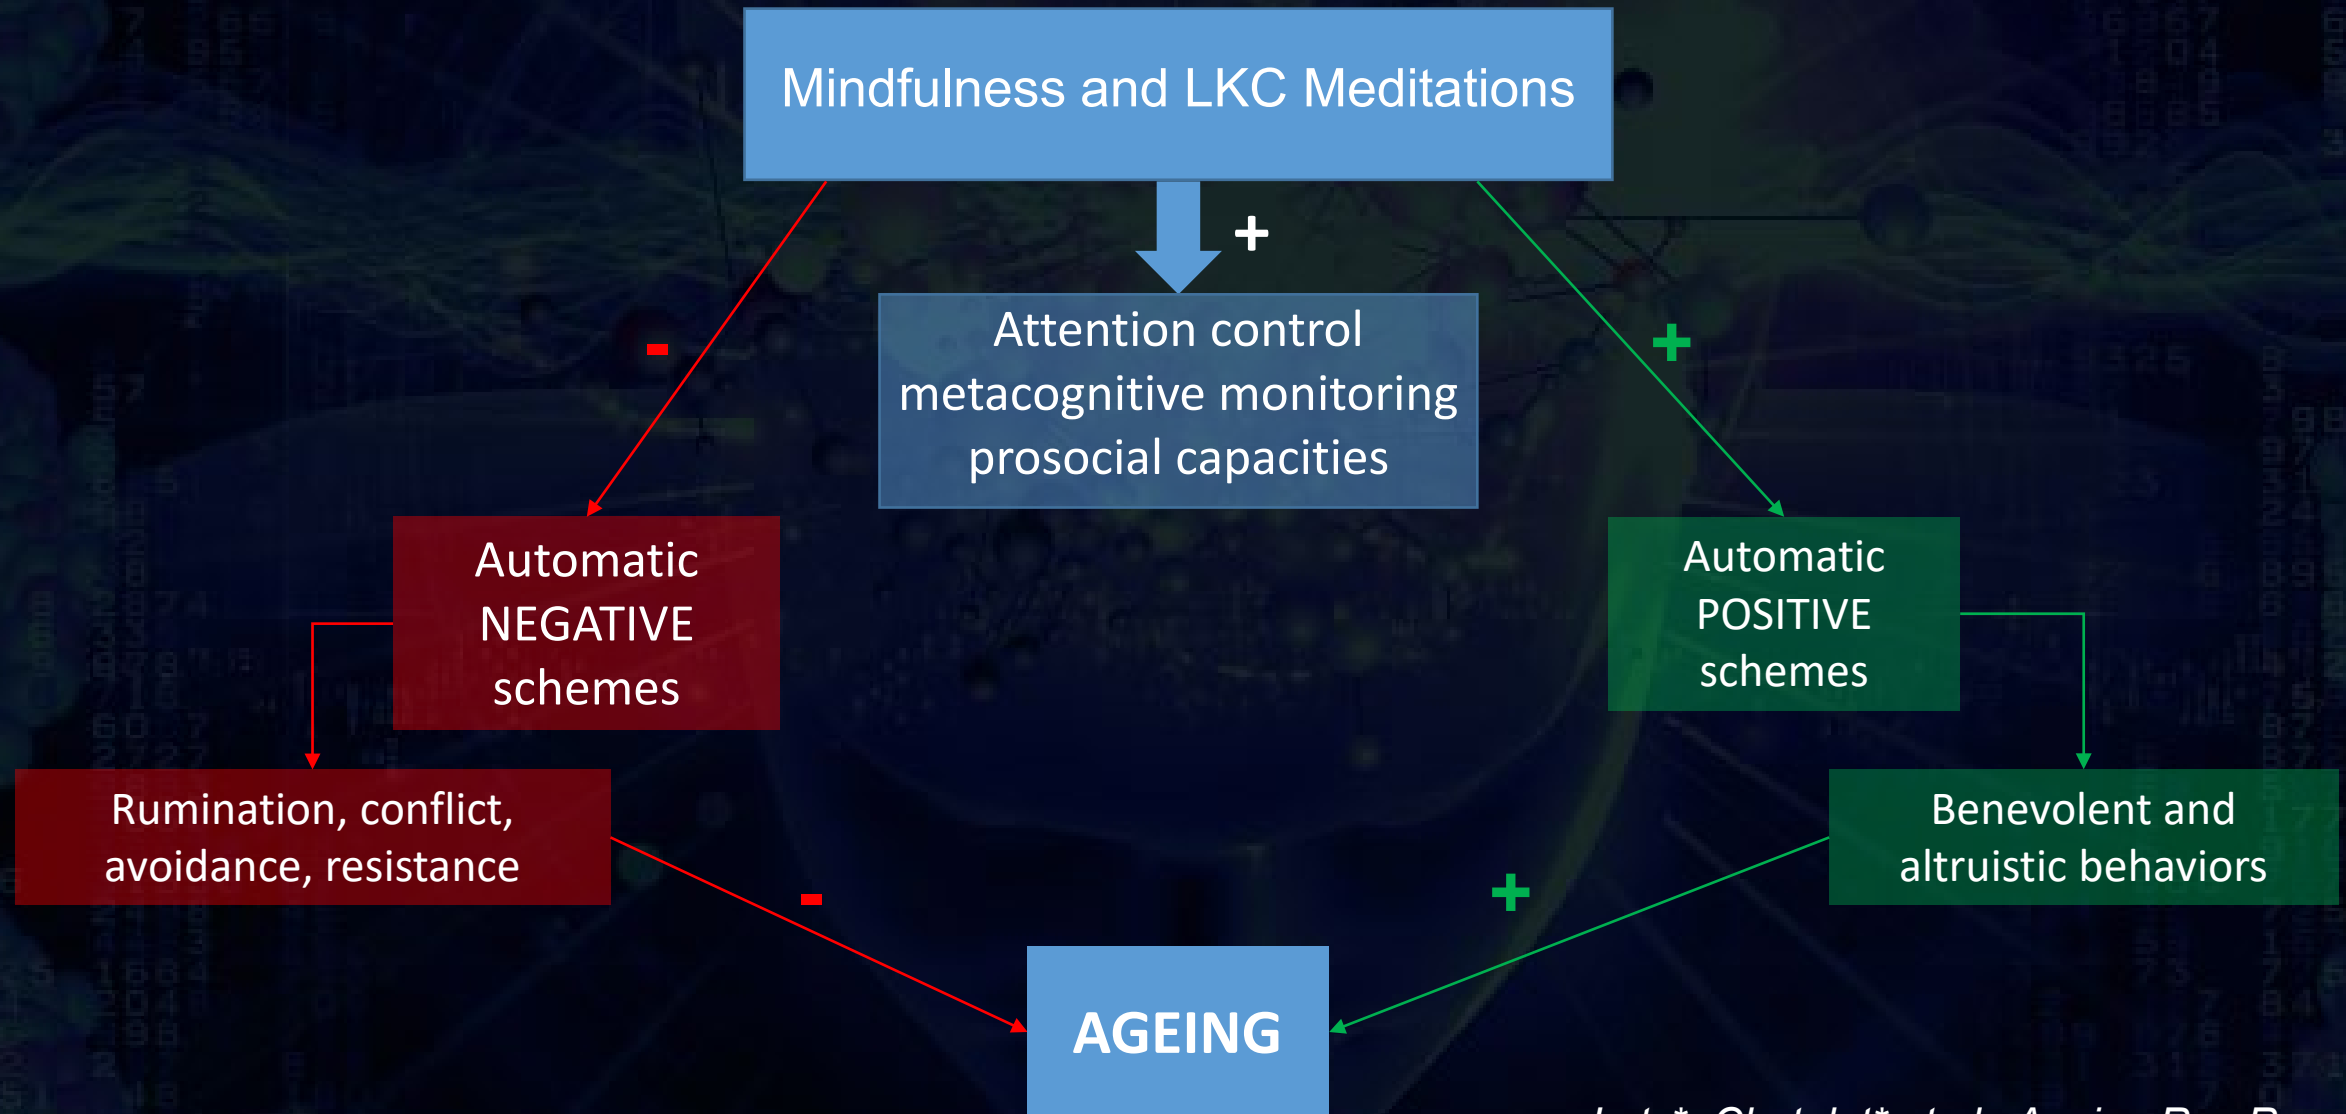 Mindfulness and LKC Meditations
+
Attention control
metacognitive monitoring
prosocial capacities
-
+
Automatic
NEGATIVE
schemes
Automatic
POSITIVE
schemes
Rumination, conflict,
avoidance, resistance
Benevolent and
altruistic behaviors
-
+
AGEING